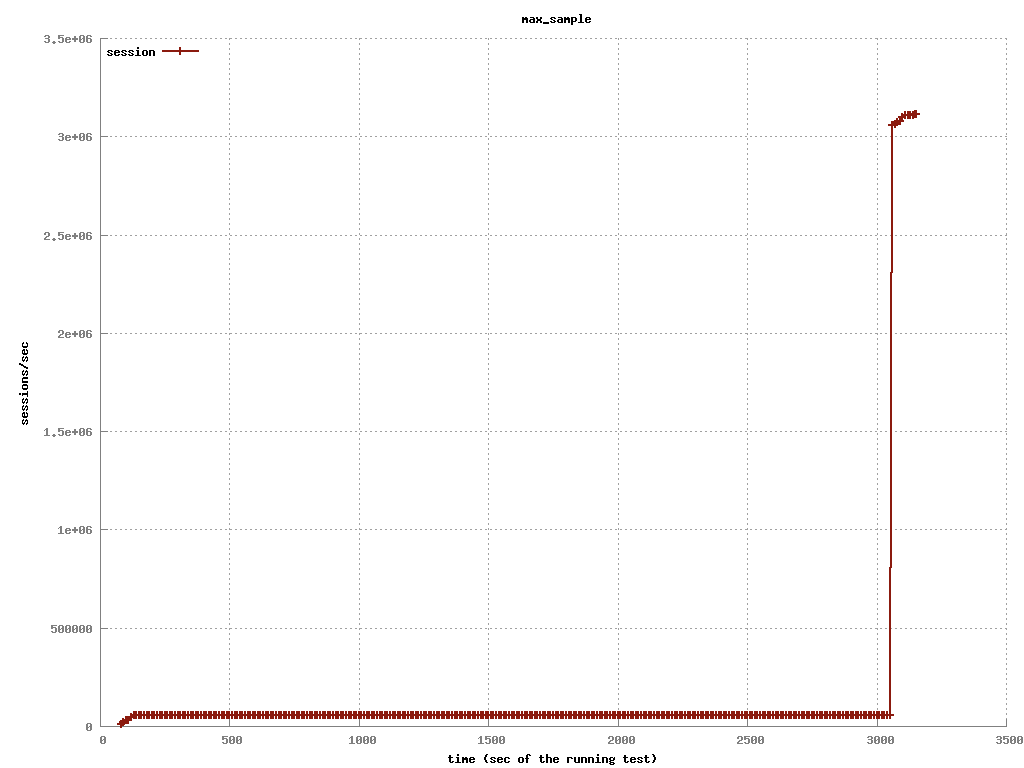 max_sample
3.5e+06
session
3e+06
2.5e+06
2e+06
sessions/sec
1.5e+06
1e+06
500000
0
0 500 1000 1500 2000 2500 3000 3500
time (sec of the running test)